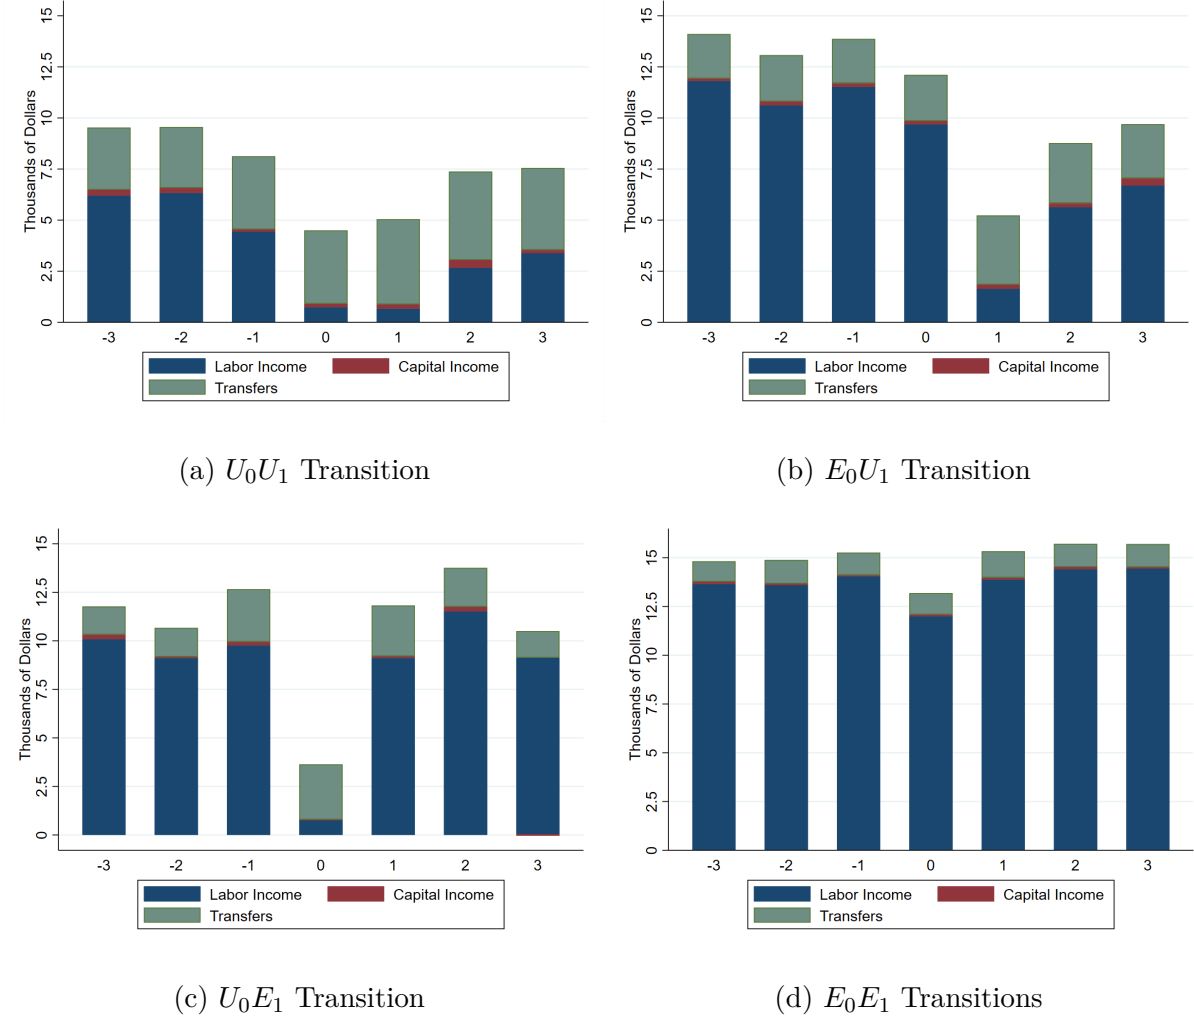 Thousands of Dollars
15
12.5
10
7.5
5
2.5
0
-3 -2 -1 0 1 2 3
Labor Income Capital Income
Transfers
(a) U₀U₁ Transition
Thousands of Dollars
15
12.5
10
7.5
5
2.5
0
-3 -2 -1 0 1 2 3
Labor Income Capital Income
Transfers
(b) E₀U₁ Transition
Thousands of Dollars
15
12.5
10
7.5
5
2.5
0
-3 -2 -1 0 1 2 3
Labor Income Capital Income
Transfers
(c) U₀E₁ Transition
Thousands of Dollars
15
12.5
10
7.5
5
2.5
0
-3 -2 -1 0 1 2 3
Labor Income Capital Income
Transfers
(d) E₀E₁ Transitions